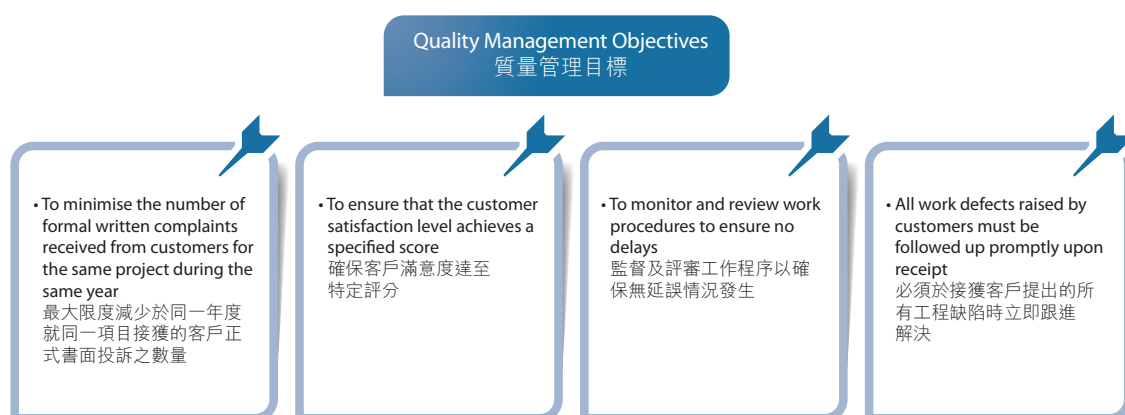 Quality Management Objectives
質量管理目標
• To minimise the number of
formal written complaints
received from customers for
the same project during the
same year
最大限度減少於同一年度
就同一項目接獲的客戶正
式書面投訴之數量
• To ensure that the customer
satisfaction level achieves a
specified score
確保客戶滿意度達至
特定評分
• To monitor and review work
procedures to ensure no
delays
監督及評審工作程序以確
保無延誤情況發生
• All work defects raised by
customers must be
followed up promptly upon
receipt
必須於接獲客戶提出的所
有工程缺陷時立即跟進
解決